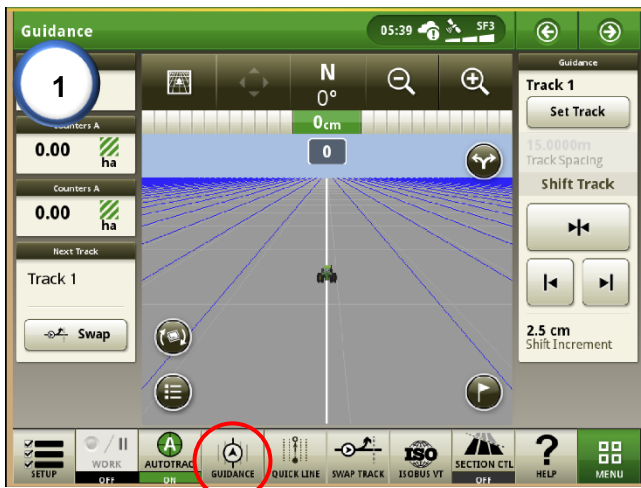 Guidance
05:39
SF3
1
ters A
0.00
ha
Counters A
0.00
ha
Next Track
Track 1
Swap
N
0°
0cm
0
Guidance
Track 1
Set Track
15.0000m
Track Spacing
Shift Track
2.5 cm
Shift Increment
SETUP
WORK
OFF
A
AUTOTRAC
ON
GUIDANCE
QUICK LINE
SWAP TRACK
ISO
ISOBUS VT
SECTION CTL
OFF
?
HELP
MENU